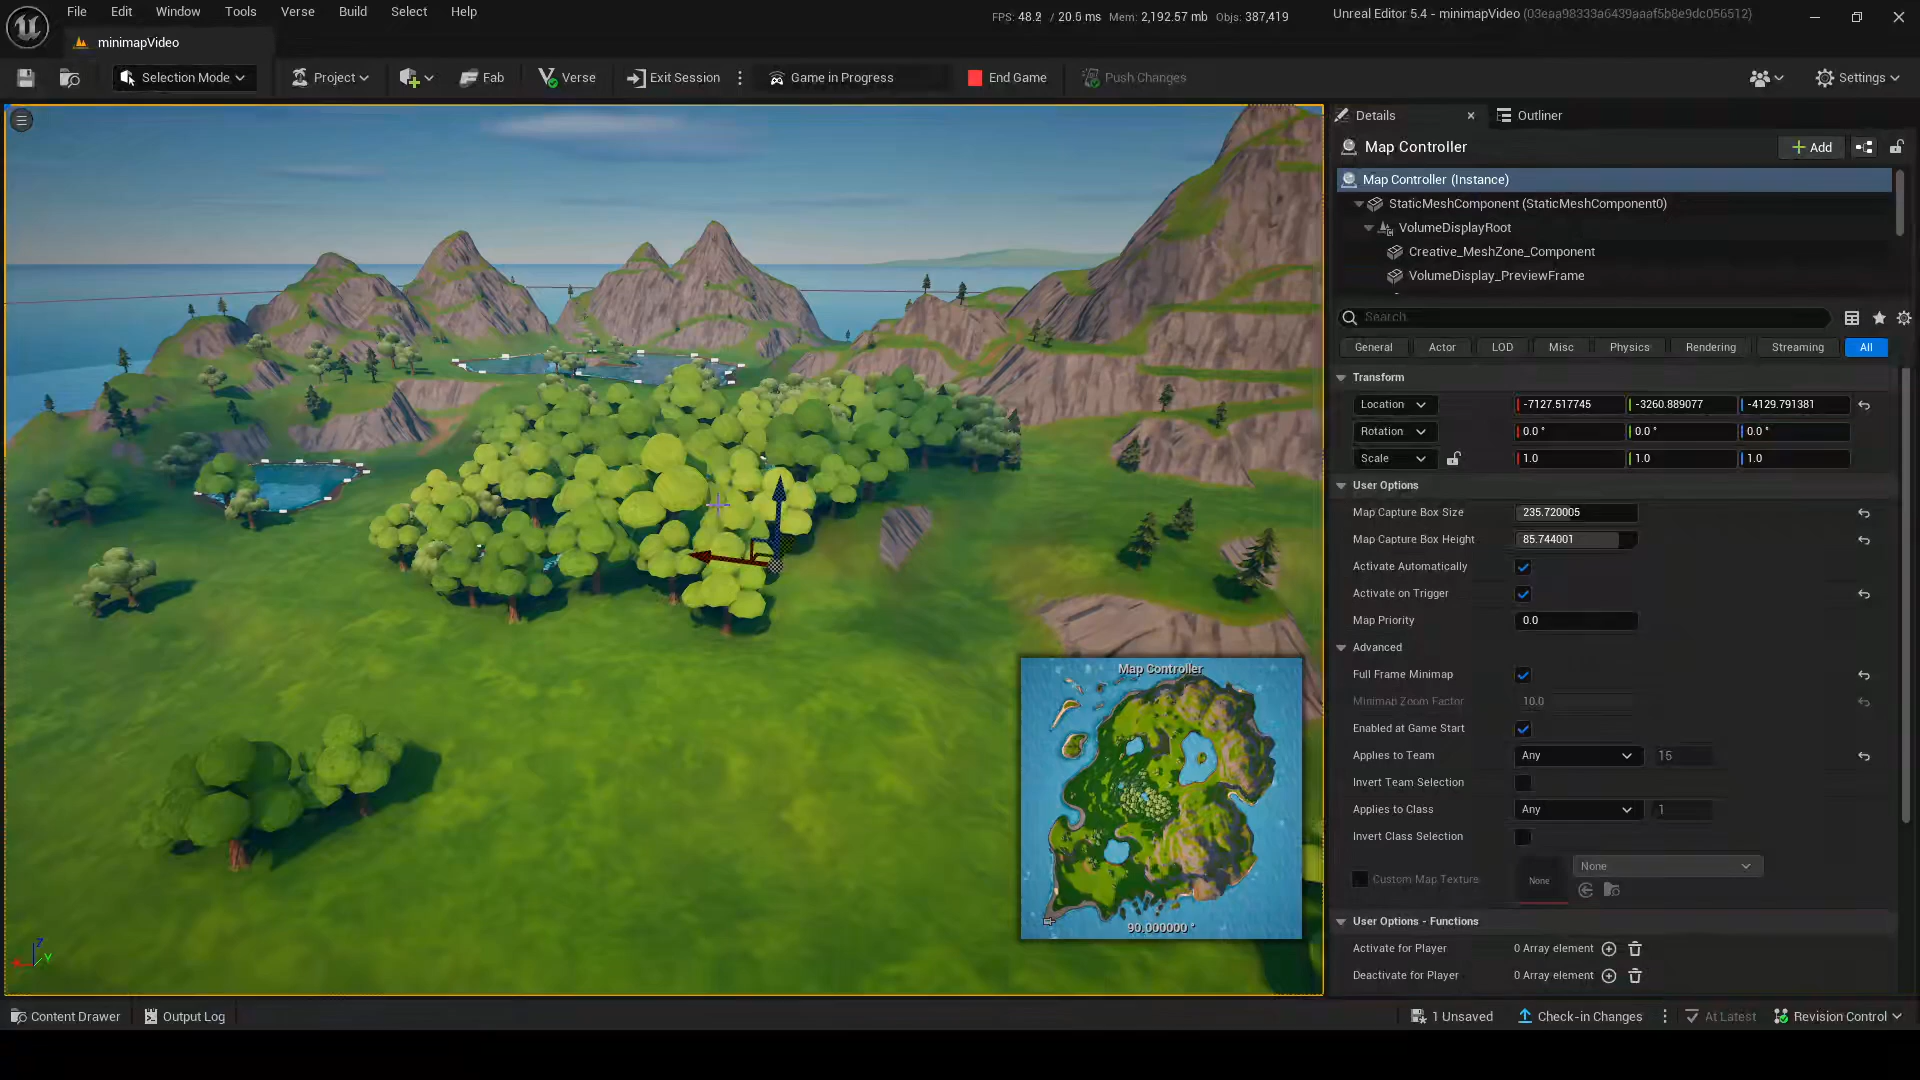 File Edit Window Tools Verse Build Select Help
FPS: 48.2 / 20.6 ms Mem: 2,192.57 mb Objs: 387,419
Unreal Editor 5.4 - minimapVideo (03eaa98333a6439aaaf5b8e9dc056512)
minimapVideo
Selection Mode Project Fab Verse Exit Session Game in Progress End Game Push Changes Settings
Details Outliner
Map Controller
Add
Map Controller (Instance)
StaticMeshComponent (StaticMeshComponent0)
VolumeDisplayRoot
Creative_MeshZone_Component
VolumeDisplay_PreviewFrame
Search
General Actor LOD Misc Physics Rendering Streaming All
Transform
Location -7127.517745 -3260.889077 -4129.791381
Rotation 0.0 ° 0.0 ° 0.0 °
Scale 1.0 1.0 1.0
User Options
Map Capture Box Size 235.720005
Map Capture Box Height 85.744001
Activate Automatically
Activate on Trigger
Map Priority 0.0
Advanced
Full Frame Minimap
Minimap Zoom Factor 10.0
Enabled at Game Start
Applies to Team Any 15
Invert Team Selection
Applies to Class Any 1
Invert Class Selection
Custom Map Texture None None
User Options - Functions
Activate for Player 0 Array element
Deactivate for Player 0 Array element
Map Controller
90.000000 °
Z
Y
Content Drawer Output Log 1 Unsaved Check-in Changes At Latest Revision Control